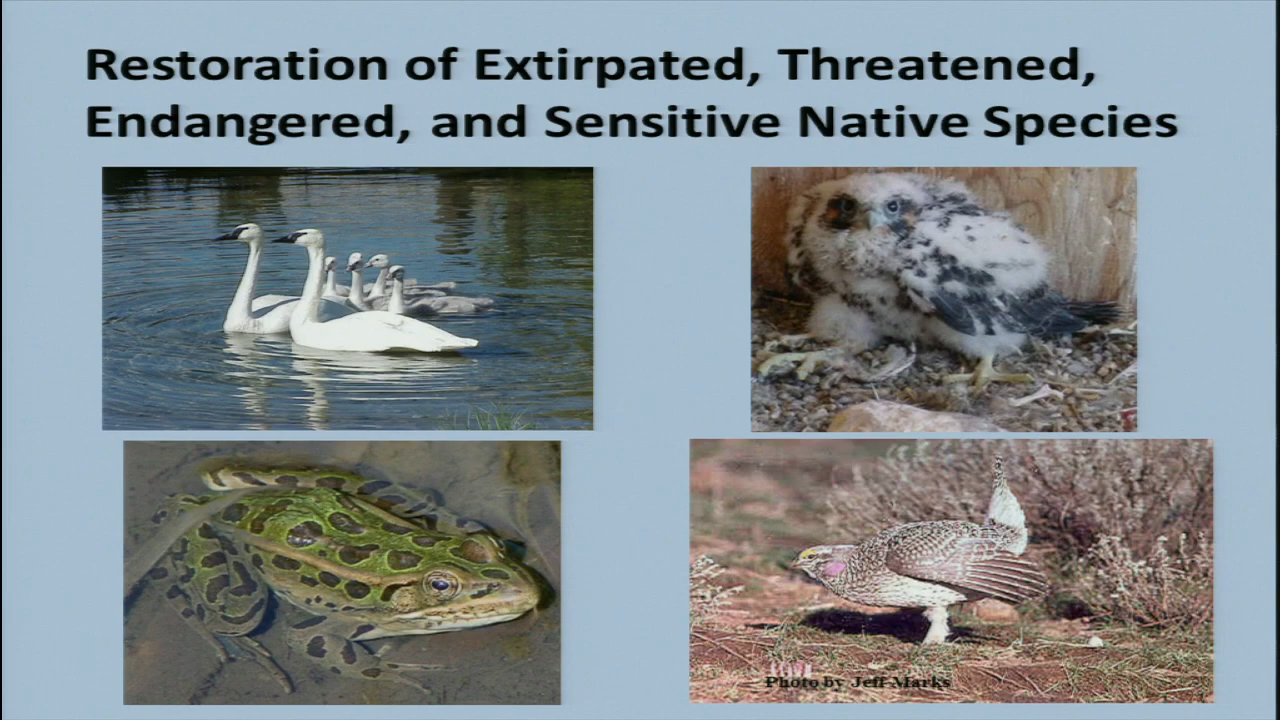 Restoration of Extirpated, Threatened,
Endangered, and Sensitive Native Species
Photo by Jeff Marks